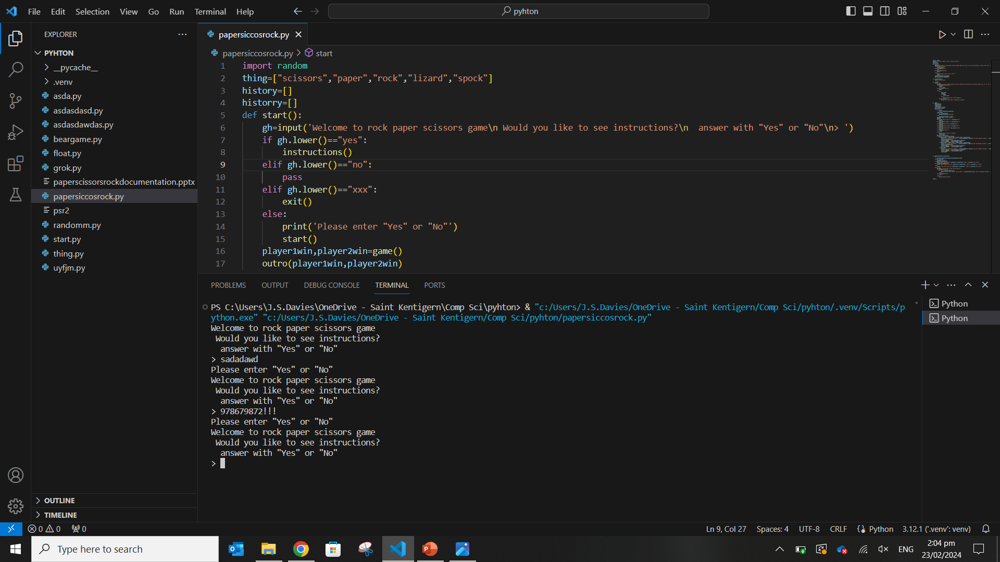 File Edit Selection View Go Run Terminal Help
pyhton
EXPLORER
PYHTON
__pycache__
.venv
asda.py
asdasdasd.py
asdasdawdas.py
beargame.py
float.py
grok.py
paperscissorsrockdocumentation.pptx
papersiccosrock.py
psr2
randomm.py
start.py
thing.py
uyfjm.py
OUTLINE
TIMELINE
papersiccosrock.py
papersiccosrock.py > start
1 import random
2 thing=["scissors","paper","rock","lizard","spock"]
3 history=[]
4 historry=[]
5 def start():
6 gh=input('Welcome to rock paper scissors game\n Would you like to see instructions?\n  answer with "Yes" or "No"\n> ')
7 if gh.lower()=="yes":
8 instructions()
9 elif gh.lower()=="no":
10 pass
11 elif gh.lower()=="xxx":
12 exit()
13 else:
14 print('Please enter "Yes" or "No"')
15 start()
16 player1win,player2win=game()
17 outro(player1win,player2win)
PROBLEMS OUTPUT DEBUG CONSOLE TERMINAL PORTS
PS C:\Users\J.S.Davies\OneDrive - Saint Kentigern\Comp Sci\pyhton> & "c:/Users/J.S.Davies/OneDrive - Saint Kentigern/Comp Sci/pyhton/.venv/Scripts/p
ython.exe" "c:/Users/J.S.Davies/OneDrive - Saint Kentigern/Comp Sci/pyhton/papersiccosrock.py"
Welcome to rock paper scissors game
Would you like to see instructions?
answer with "Yes" or "No"
> sadadawd
Please enter "Yes" or "No"
Welcome to rock paper scissors game
Would you like to see instructions?
answer with "Yes" or "No"
> 978679872!!!
Please enter "Yes" or "No"
Welcome to rock paper scissors game
Would you like to see instructions?
answer with "Yes" or "No"
>
Python
Python
0 0 0
Ln 9, Col 27 Spaces: 4 UTF-8 CRLF Python 3.12.1 ('.venv': venv)
Type here to search
ENG
2:04 pm
23/02/2024